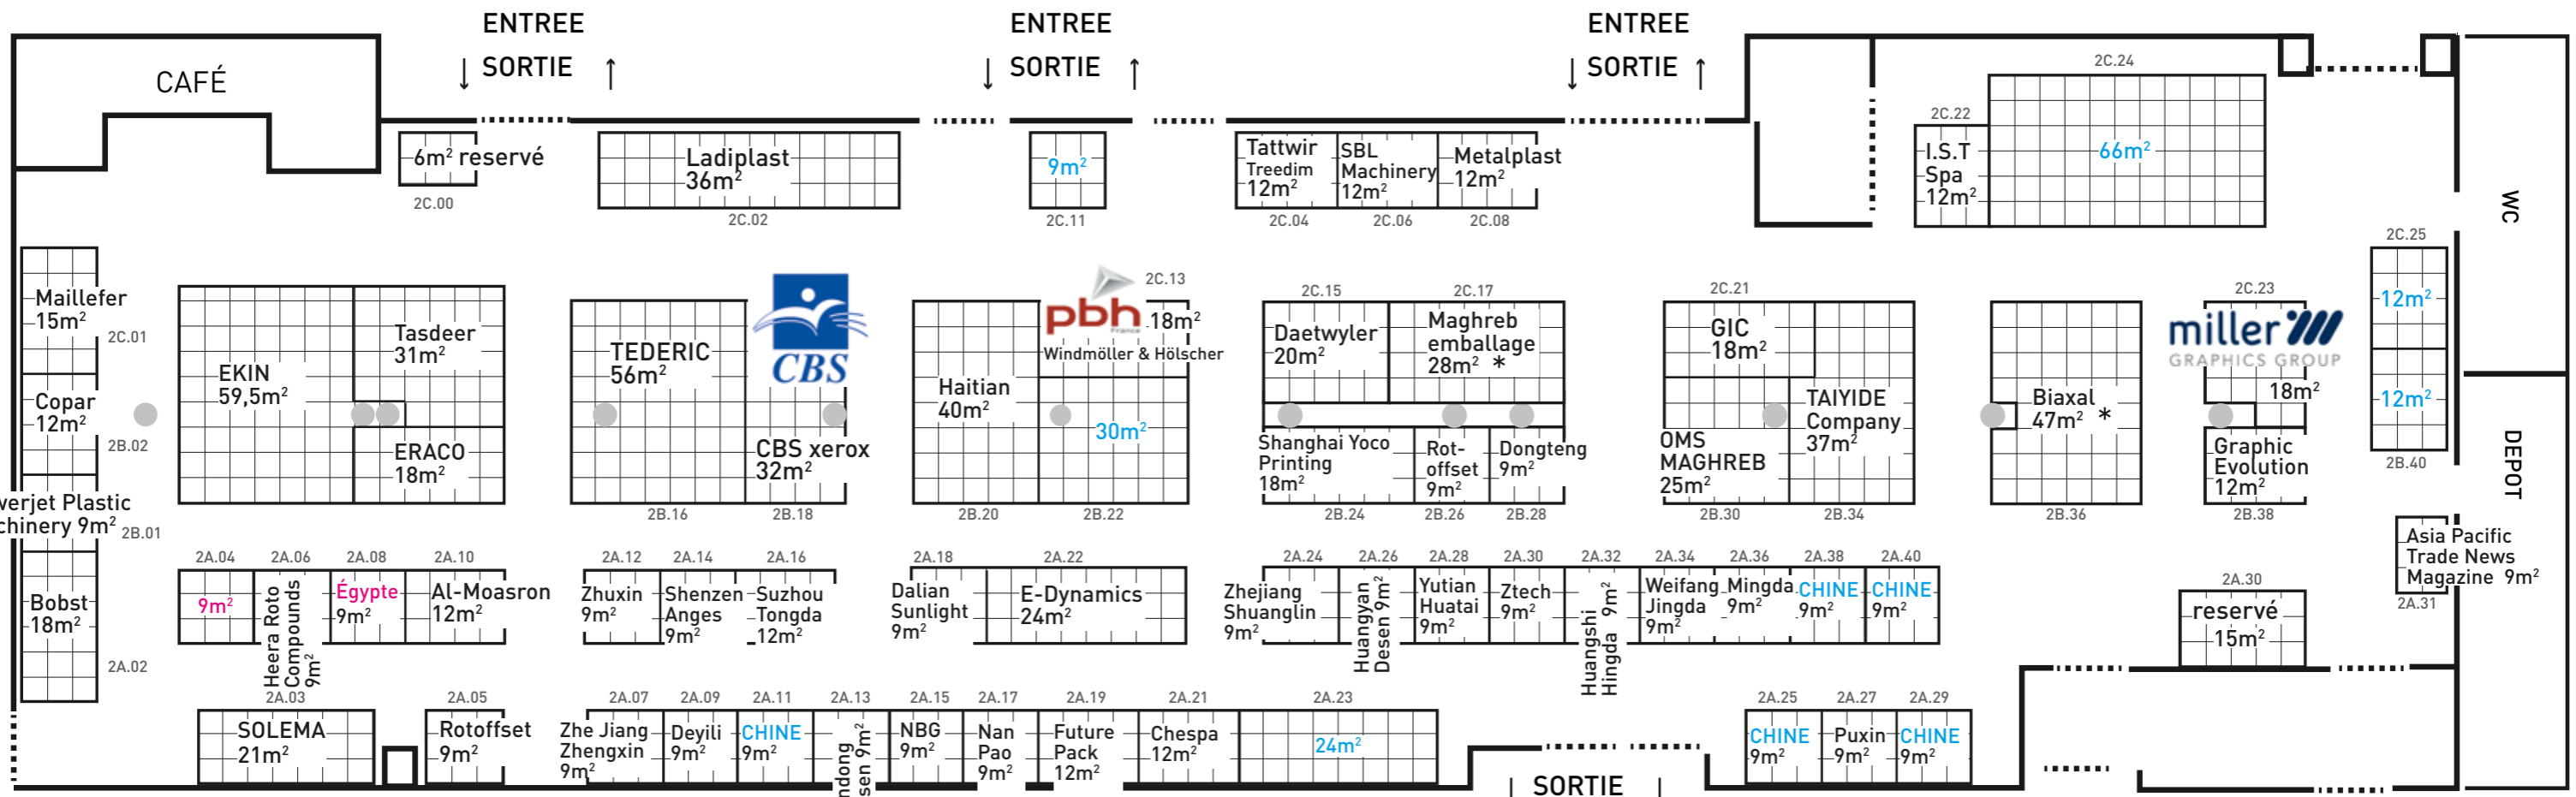 ENTREE
↓ SORTIE ↑
ENTREE
↓ SORTIE ↑
ENTREE
↓ SORTIE ↑
CAFÉ
6m² reservé
2C.00
Ladiplast
36m²
2C.02
9m²
2C.11
Tattwir
Treedim
12m²
2C.04
SBL
Machinery
12m²
2C.06
Metalplast
12m²
2C.08
2C.22
I.S.T
Spa
12m²
2C.24
66m²
WC
DEPOT
Maillefer
15m²
2C.01
Copar
12m²
2B.02
verjet Plastic
chinery 9m²
2B.01
Bobst
18m²
2A.02
EKIN
59,5m²
Tasdeer
31m²
ERACO
18m²
TEDERIC
56m²
2B.16
CBS
CBS xerox
32m²
2B.18
Haitian
40m²
2B.20
2C.13
pbh
France
18m²
Windmöller & Hölscher
30m²
2B.22
2C.15
Daetwyler
20m²
2C.17
Maghreb
emballage
28m² *
Shanghai Yoco
Printing
18m²
2B.24
Rot-
offset
9m²
2B.26
Dongteng
9m²
2B.28
2C.21
GIC
18m²
OMS
MAGHREB
25m²
2B.30
TAIYIDE
Company
37m²
2B.34
Biaxal
47m² *
2B.36
2C.23
miller
GRAPHICS GROUP
18m²
Graphic
Evolution
12m²
2B.38
2C.25
12m²
12m²
2B.40
Asia Pacific
Trade News
Magazine 9m²
2A.31
2A.04
9m²
2A.06
Heera Roto
Compounds
9m²
2A.08
Égypte
9m²
2A.10
Al-Moasron
12m²
2A.12
Zhuxin
9m²
2A.14
Shenzen
Anges
9m²
2A.16
Suzhou
Tongda
12m²
2A.18
Dalian
Sunlight
9m²
2A.22
E-Dynamics
24m²
2A.24
Zhejiang
Shuanglin
9m²
2A.26
Huangyan
Desen 9m²
2A.28
Yutian
Huatai
9m²
2A.30
Ztech
9m²
2A.32
Huangshi
Hingda 9m²
2A.34
Weifang
Jingda
9m²
2A.36
Mingda
9m²
2A.38
CHINE
9m²
2A.40
CHINE
9m²
2A.30
reservé
15m²
2A.03
SOLEMA
21m²
2A.05
Rotoffset
9m²
2A.07
Zhe Jiang
Zhengxin
9m²
2A.09
Deyili
9m²
2A.11
CHINE
9m²
2A.13
ndong
sen 9m²
2A.15
NBG
9m²
2A.17
Nan
Pao
9m²
2A.19
Future
Pack
12m²
2A.21
Chespa
12m²
2A.23
24m²
SORTIE
2A.25
CHINE
9m²
2A.27
Puxin
9m²
2A.29
CHINE
9m²